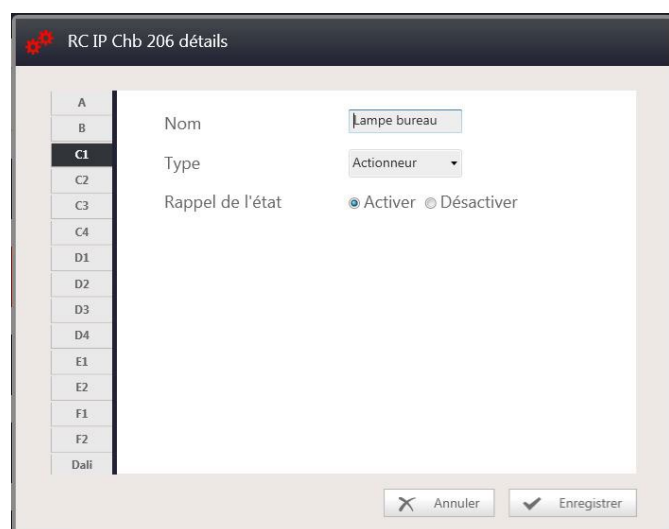 RC IP Chb 206 détails
A
B
C1
C2
C3
C4
D1
D2
D3
D4
E1
E2
F1
F2
Dali
Nom
Lampe bureau
Type
Actionneur
Rappel de l'état
Activer
Désactiver
Annuler
Enregistrer